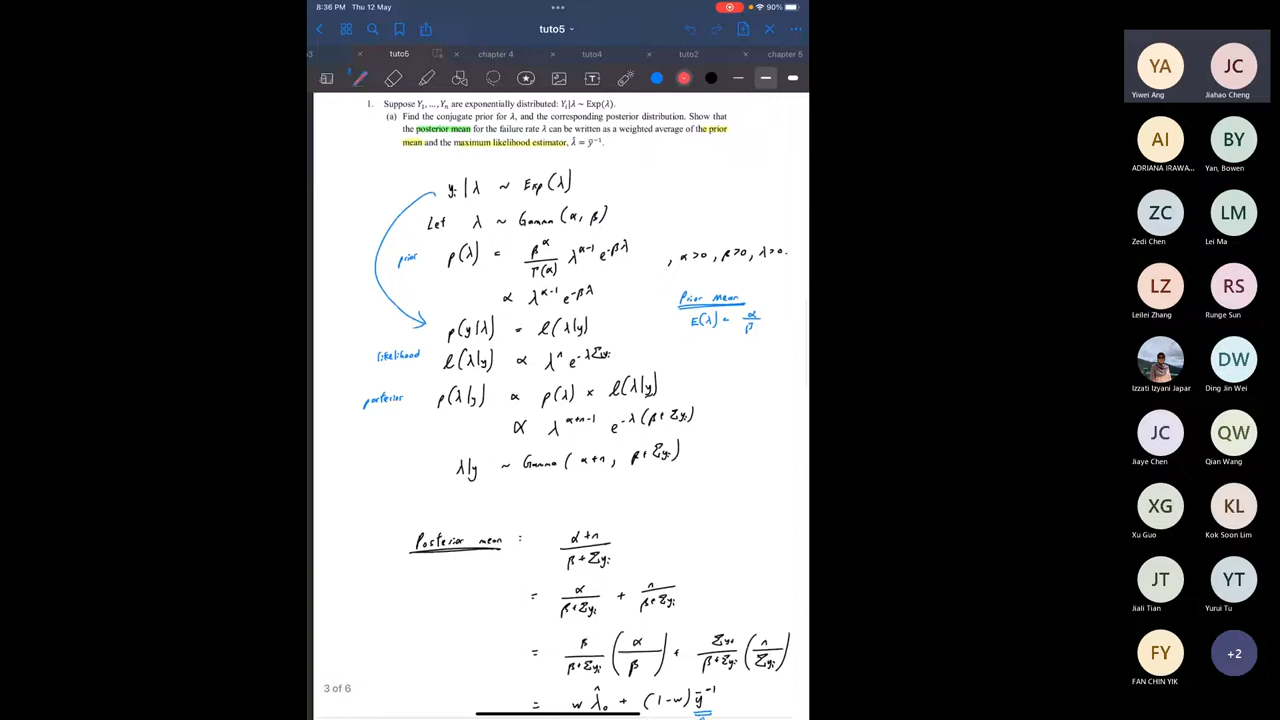 8:36 PM Thu 12 May
90%
tuto5
tuto5
chapter 4
tuto4
tuto2
chapter 5
1. Suppose Y₁, ..., Yₙ are exponentially distributed: Yᵢ|λ ~ Exp(λ).
(a) Find the conjugate prior for λ, and the corresponding posterior distribution. Show that
the posterior mean for the failure rate λ can be written as a weighted average of the prior
mean and the maximum likelihood estimator, λ̂ = ȳ⁻¹.
yᵢ | λ ~ Exp(λ)
Let λ ~ Gamma(α, β)
prior p(λ) = β^α / Γ(α) λ^(α-1) e^(-βλ) , α>0, β>0, λ>0.
∝ λ^(α-1) e^(-βλ)
Prior Mean
E(λ) = α/β
p(y|λ) = ℓ(λ|y)
likelihood ℓ(λ|y) ∝ λⁿ e^(-λΣyᵢ)
posterior p(λ|y) ∝ p(λ) × ℓ(λ|y)
∝ λ^(α+n-1) e^(-λ(β+Σyᵢ))
λ|y ~ Gamma(α+n, β+Σyᵢ)
Posterior mean : (α+n) / (β+Σyᵢ)
= α/(β+Σyᵢ) + n/(β+Σyᵢ)
= β/(β+Σyᵢ) (α/β) + Σyᵢ/(β+Σyᵢ) (n/Σyᵢ)
= w λ̂₀ + (1-w) ȳ⁻¹
3 of 6
YA
Yiwei Ang
JC
Jiahao Cheng
AI
ADRIANA IRAWA...
BY
Yan, Bowen
ZC
Zedi Chen
LM
Lei Ma
LZ
Leilei Zhang
RS
Runge Sun
Izzati Izyani Japar
DW
Ding Jin Wei
JC
Jiaye Chen
QW
Qian Wang
XG
Xu Guo
KL
Kok Soon Lim
JT
Jiali Tian
YT
Yurui Tu
FY
FAN CHIN YIK
+2